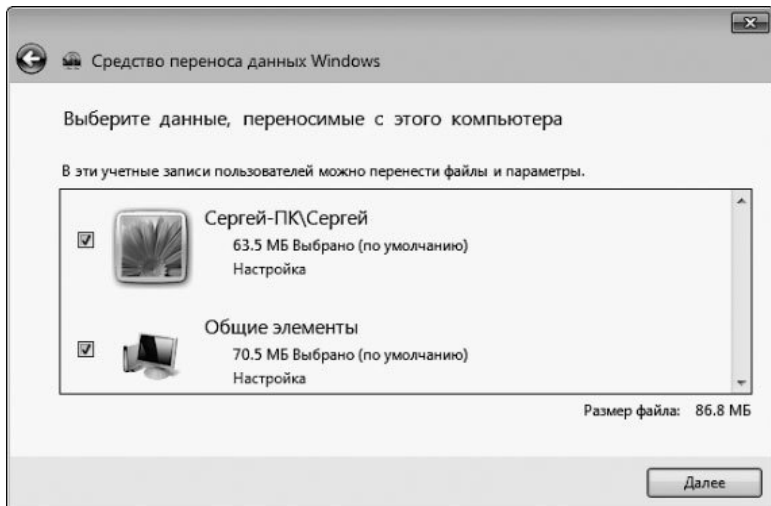 Средство переноса данных Windows
Выберите данные, переносимые с этого компьютера
В эти учетные записи пользователей можно перенести файлы и параметры.
Сергей-ПК\Сергей
63.5 МБ Выбрано (по умолчанию)
Настройка
Общие элементы
70.5 МБ Выбрано (по умолчанию)
Настройка
Размер файла: 86.8 МБ
Далее